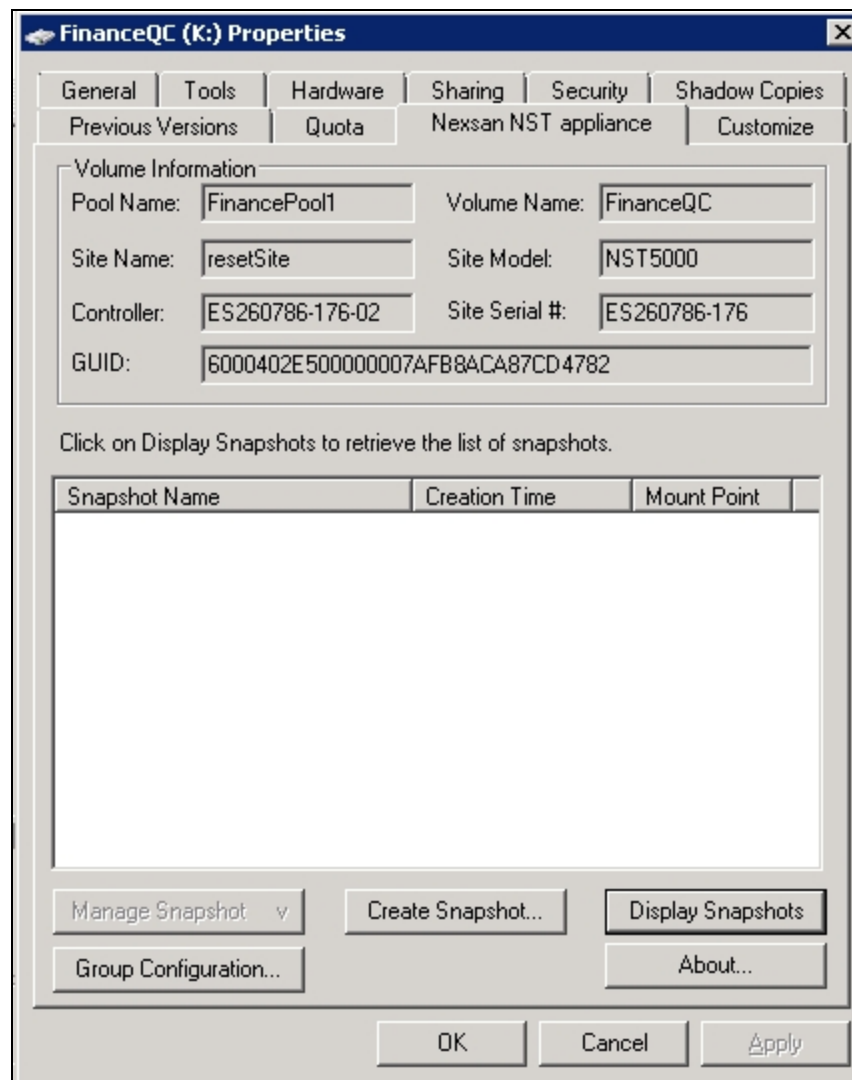 FinanceQC (K:) Properties
General Tools Hardware Sharing Security Shadow Copies
Previous Versions Quota Nexsan NST appliance Customize
Volume Information
Pool Name: FinancePool1 Volume Name: FinanceQC
Site Name: resetSite Site Model: NST5000
Controller: ES260786-176-02 Site Serial #: ES260786-176
GUID: 6000402E500000007AFB8ACA87CD4782
Click on Display Snapshots to retrieve the list of snapshots.
Snapshot Name Creation Time Mount Point
Manage Snapshot v Create Snapshot... Display Snapshots
Group Configuration... About...
OK Cancel Apply